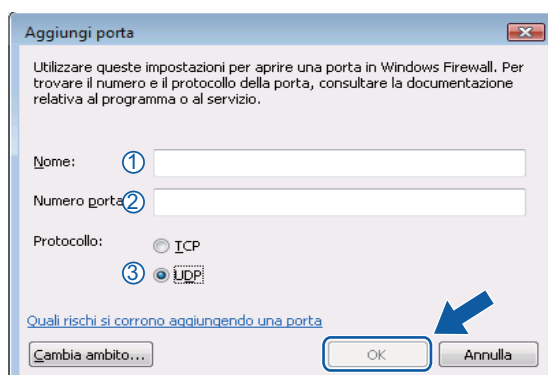 Aggiungi porta
Utilizzare queste impostazioni per aprire una porta in Windows Firewall. Per
trovare il numero e il protocollo della porta, consultare la documentazione
relativa al programma o al servizio.
Nome: 1
Numero porta 2
Protocollo: TCP
3 UDP
Quali rischi si corrono aggiungendo una porta
Cambia ambito... OK Annulla